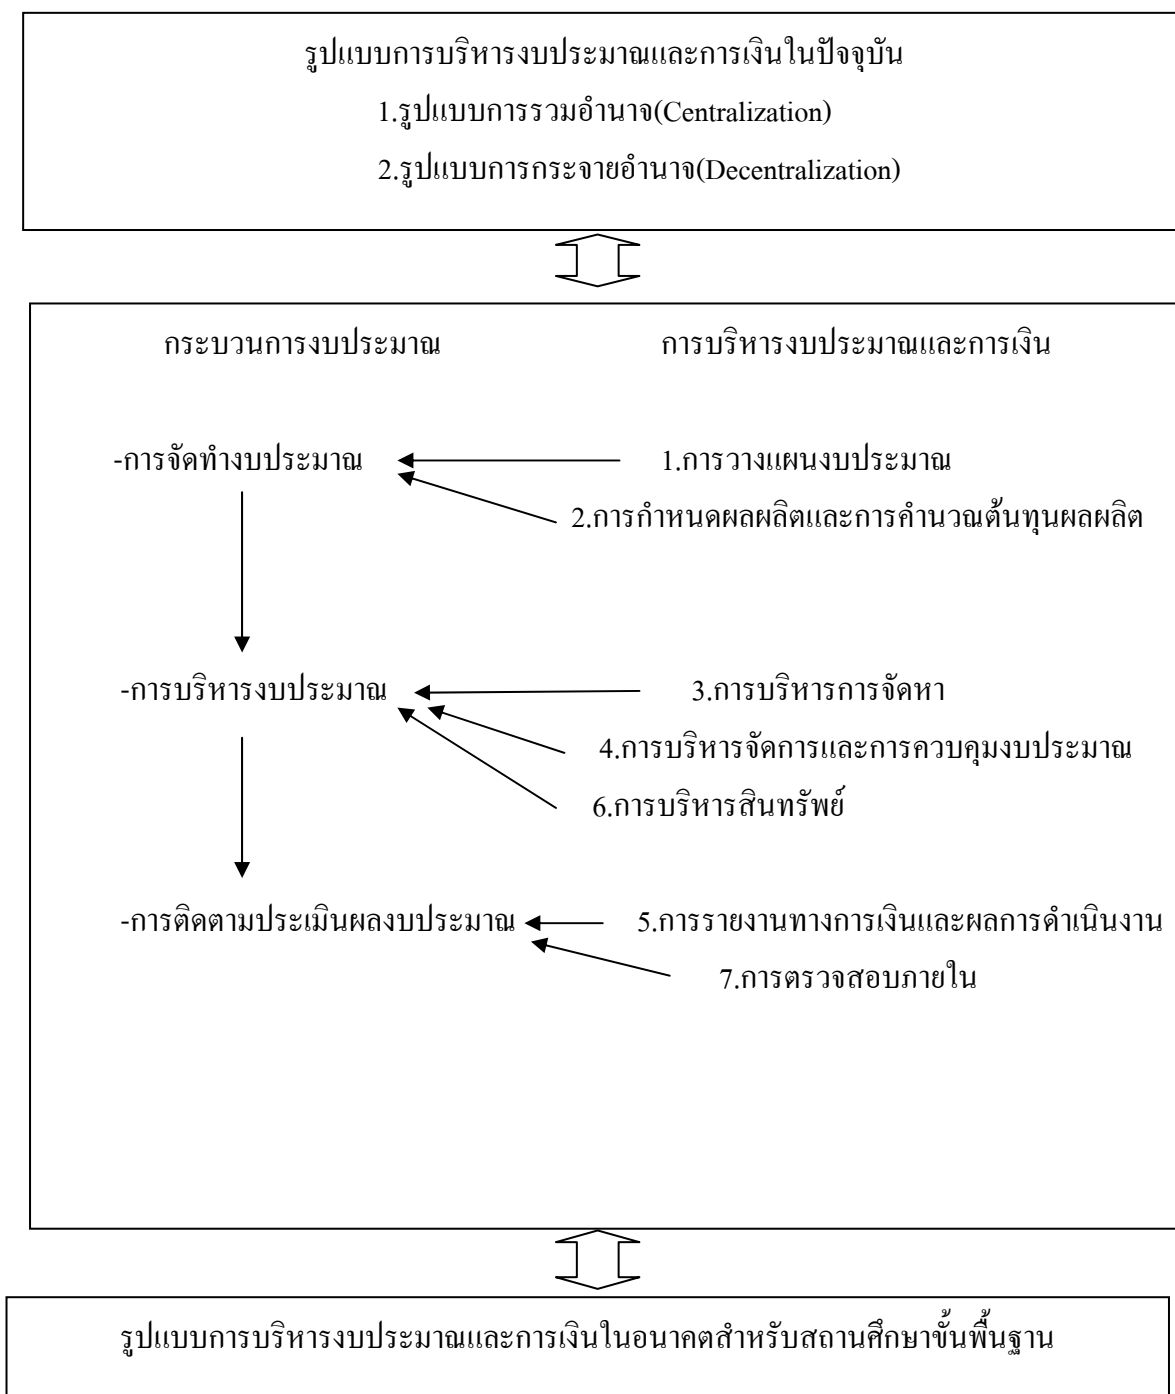 รูปแบบการบริหารงบประมาณและการเงินในปัจจุบัน
1.รูปแบบการรวมอำนาจ(Centralization)
2.รูปแบบการกระจายอำนาจ(Decentralization)
กระบวนการงบประมาณ การบริหารงบประมาณและการเงิน
-การจัดทำงบประมาณ 1.การวางแผนงบประมาณ
2.การกำหนดผลผลิตและการคำนวณต้นทุนผลผลิต
-การบริหารงบประมาณ 3.การบริหารการจัดหา
4.การบริหารจัดการและการควบคุมงบประมาณ
6.การบริหารสินทรัพย์
-การติดตามประเมินผลงบประมาณ 5.การรายงานทางการเงินและผลการดำเนินงาน
7.การตรวจสอบภายใน
รูปแบบการบริหารงบประมาณและการเงินในอนาคตสำหรับสถานศึกษาขั้นพื้นฐาน